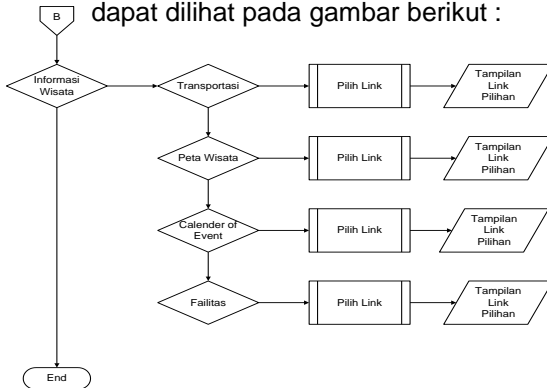 dapat dilihat pada gambar berikut :
B
Informasi
Wisata
Transportasi
Pilih Link
Tampilan
Link
Pilihan
Peta Wisata
Pilih Link
Tampilan
Link
Pilihan
Calender of
Event
Pilih Link
Tampilan
Link
Pilihan
Failitas
Pilih Link
Tampilan
Link
Pilihan
End